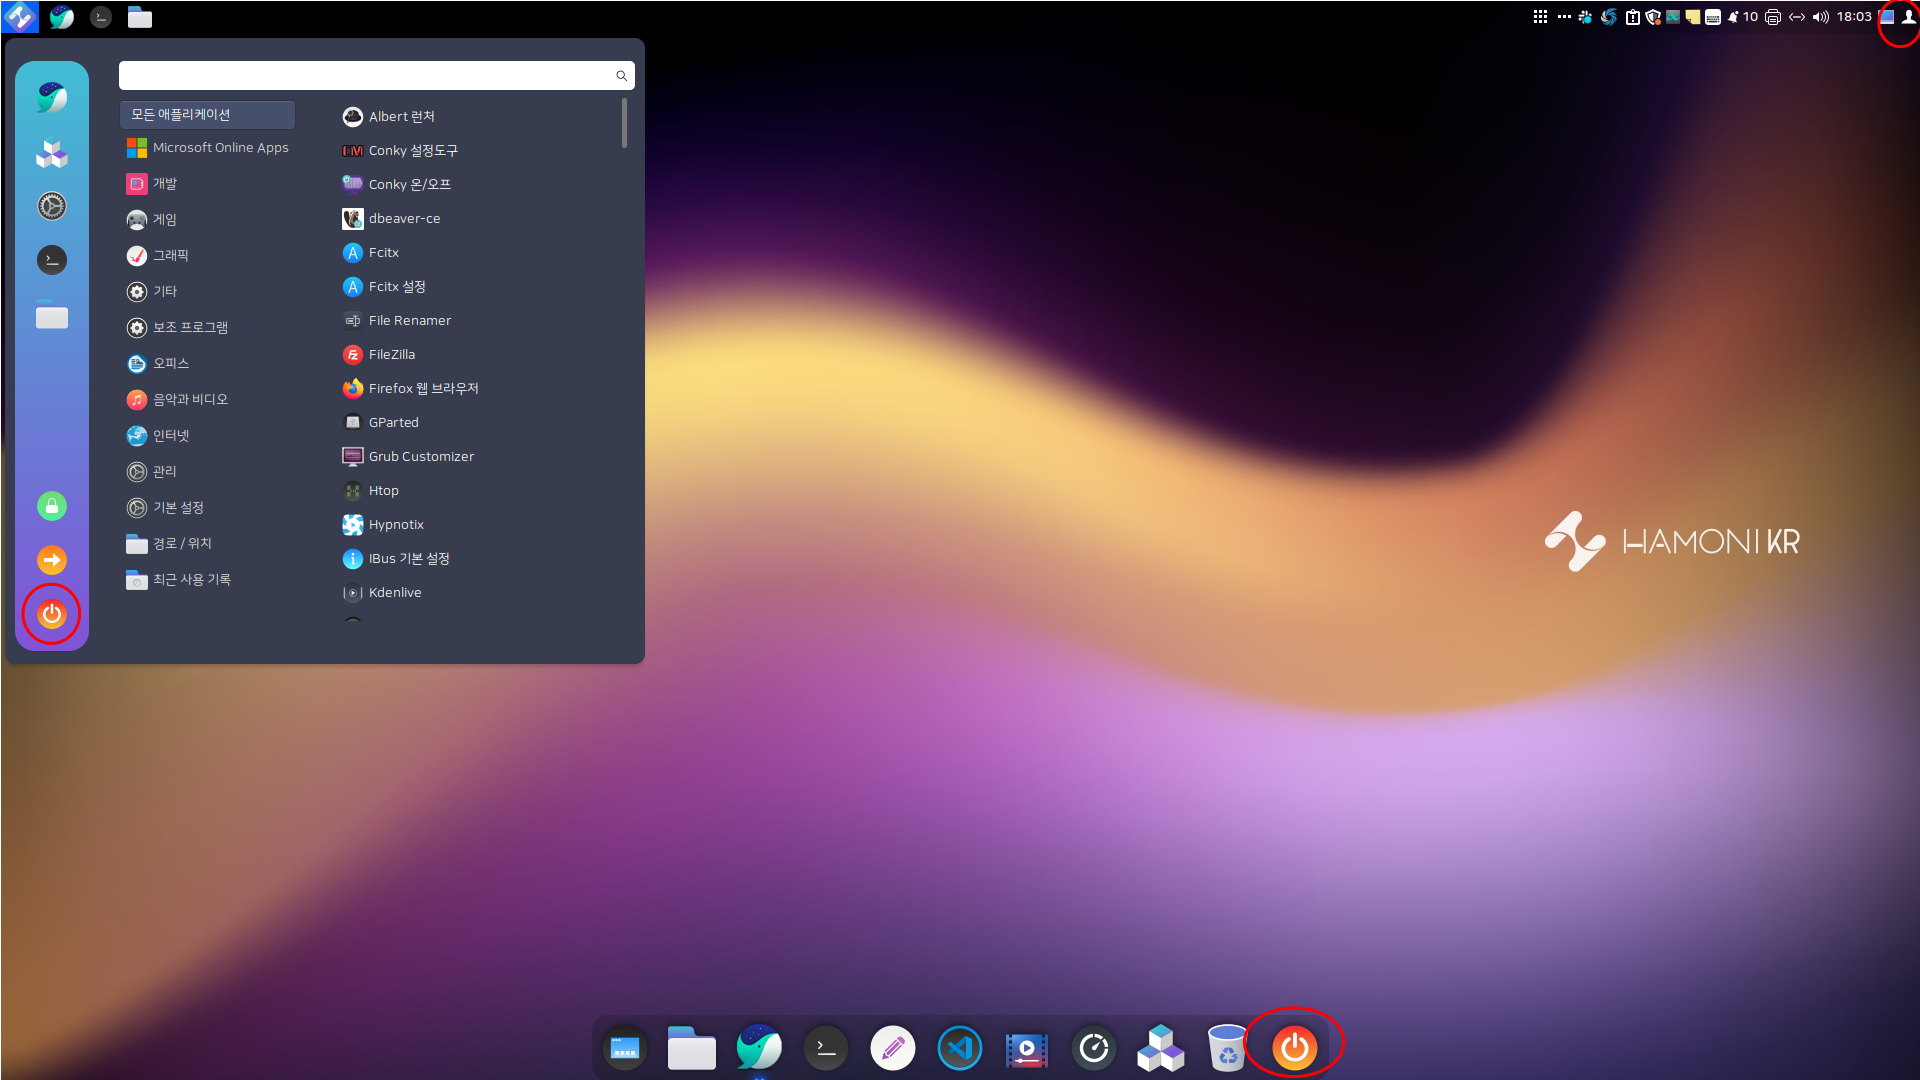 10
18:03
모든 애플리케이션
Microsoft Online Apps
개발
게임
그래픽
기타
보조 프로그램
오피스
음악과 비디오
인터넷
관리
기본 설정
경로 / 위치
최근 사용 기록
Albert 런처
Conky 설정도구
Conky 온/오프
dbeaver-ce
Fcitx
Fcitx 설정
File Renamer
FileZilla
Firefox 웹 브라우저
GParted
Grub Customizer
Htop
Hypnotix
IBus 기본 설정
Kdenlive
HAMONIKR